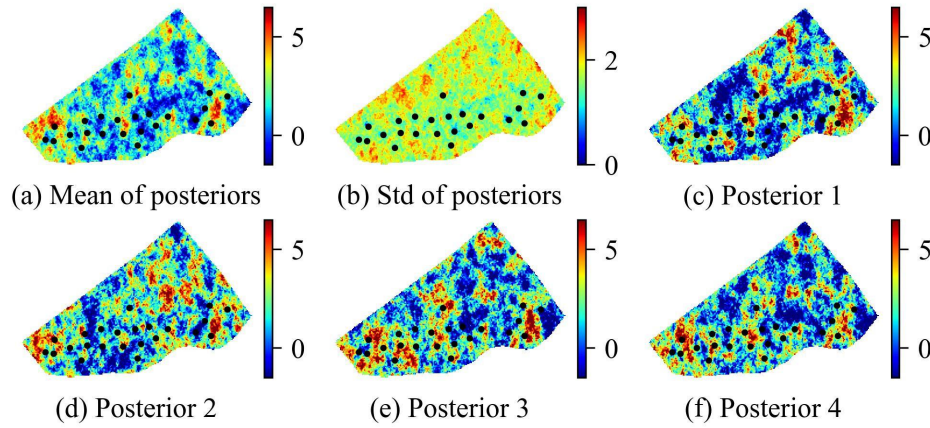 5
0
(a) Mean of posteriors
2
0
(b) Std of posteriors
5
0
(c) Posterior 1
5
0
(d) Posterior 2
5
0
(e) Posterior 3
5
0
(f) Posterior 4